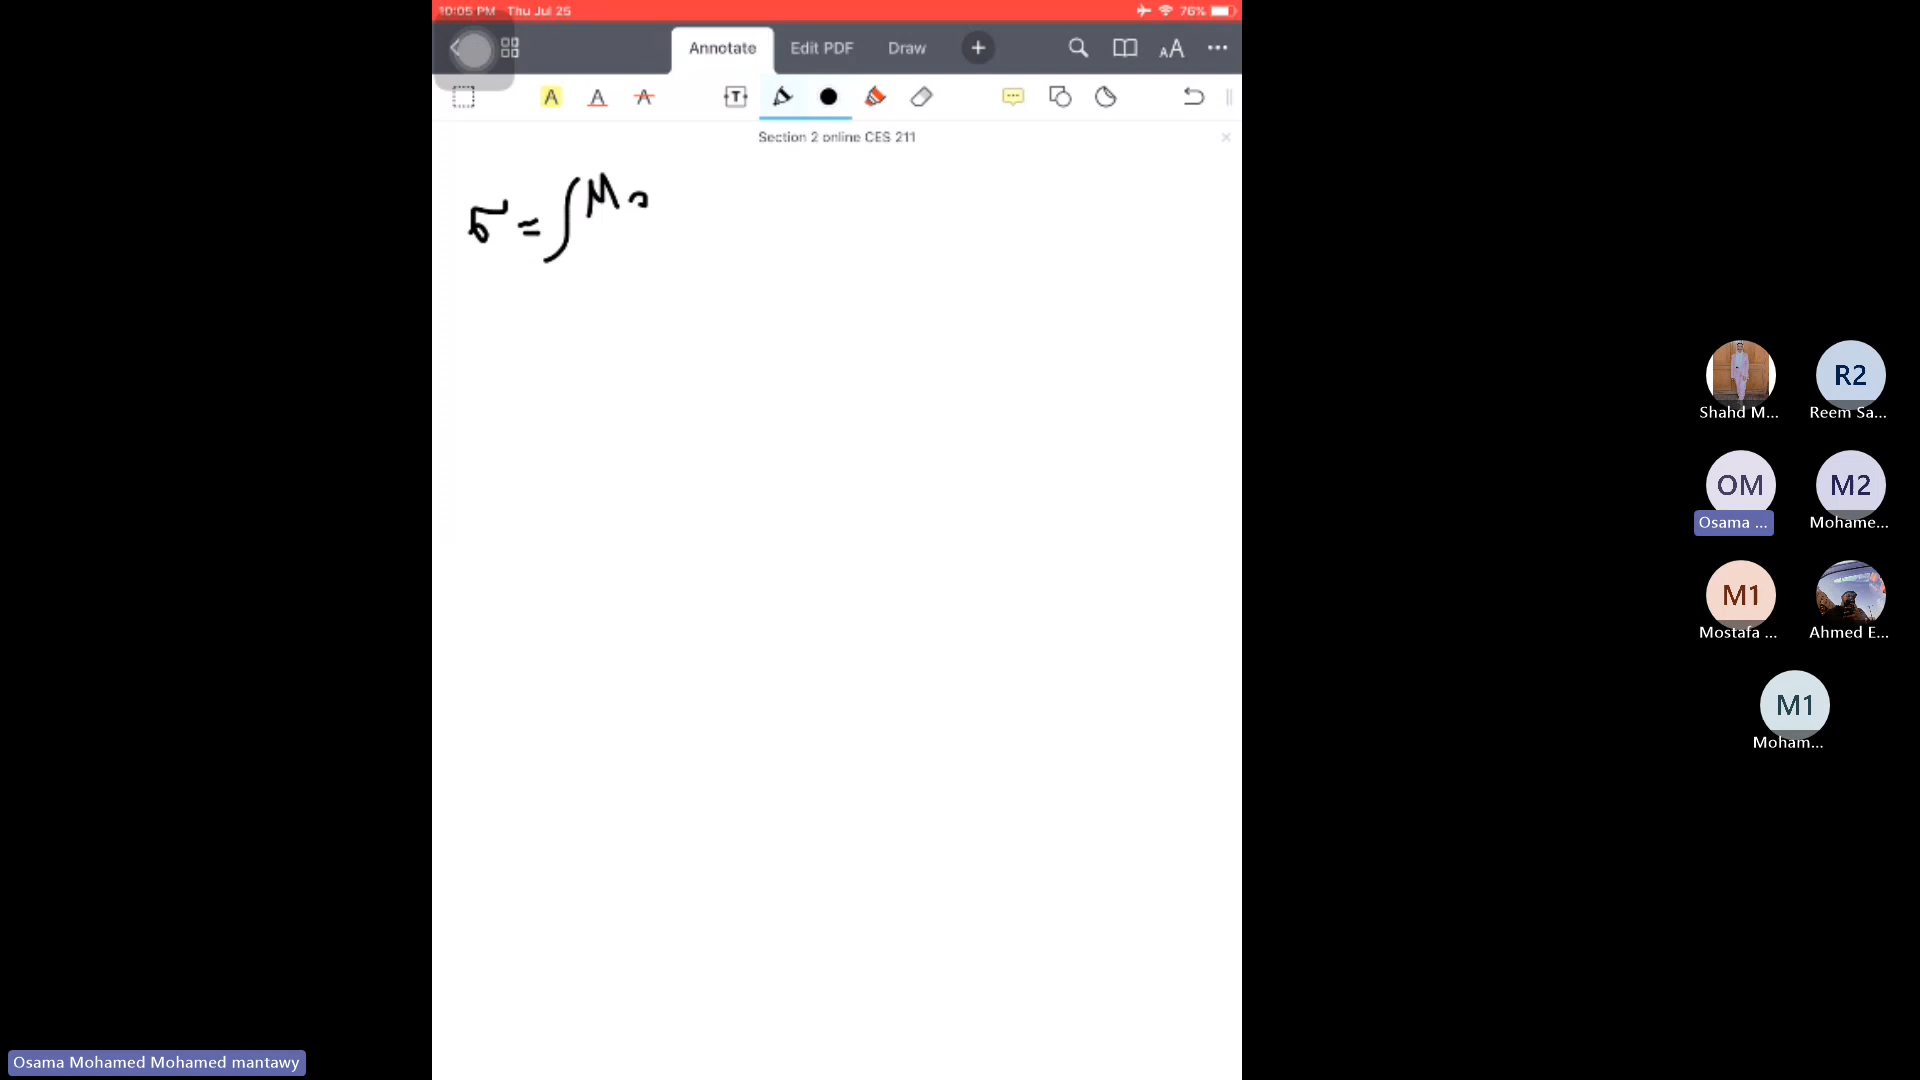 10:05 PM Thu Jul 25
76%
Annotate Edit PDF Draw
Section 2 online CES 211
δ = ∫ M o
R2
Shahd M...
Reem Sa...
OM
M2
Osama ...
Mohame...
M1
Mostafa ...
Ahmed E...
M1
Moham...
Osama Mohamed Mohamed mantawy